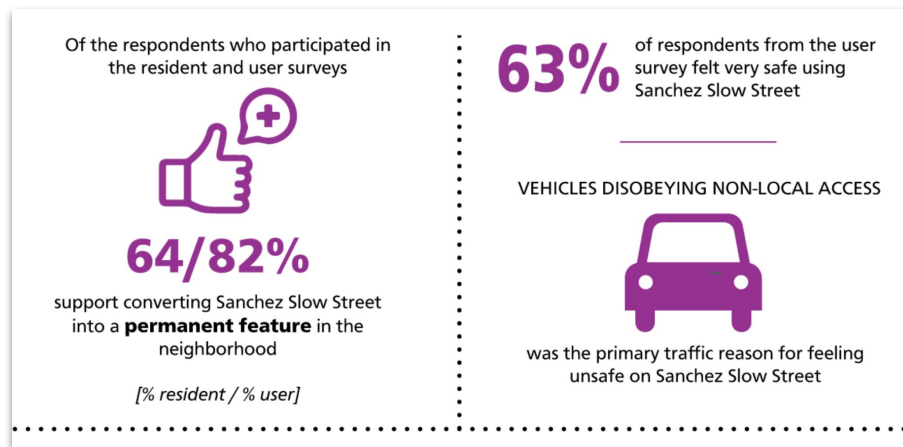 Of the respondents who participated in
the resident and user surveys
64/82%
support converting Sanchez Slow Street
into a permanent feature in the
neighborhood
[% resident / % user]
63%
of respondents from the user
survey felt very safe using
Sanchez Slow Street
VEHICLES DISOBEYING NON-LOCAL ACCESS
was the primary traffic reason for feeling
unsafe on Sanchez Slow Street